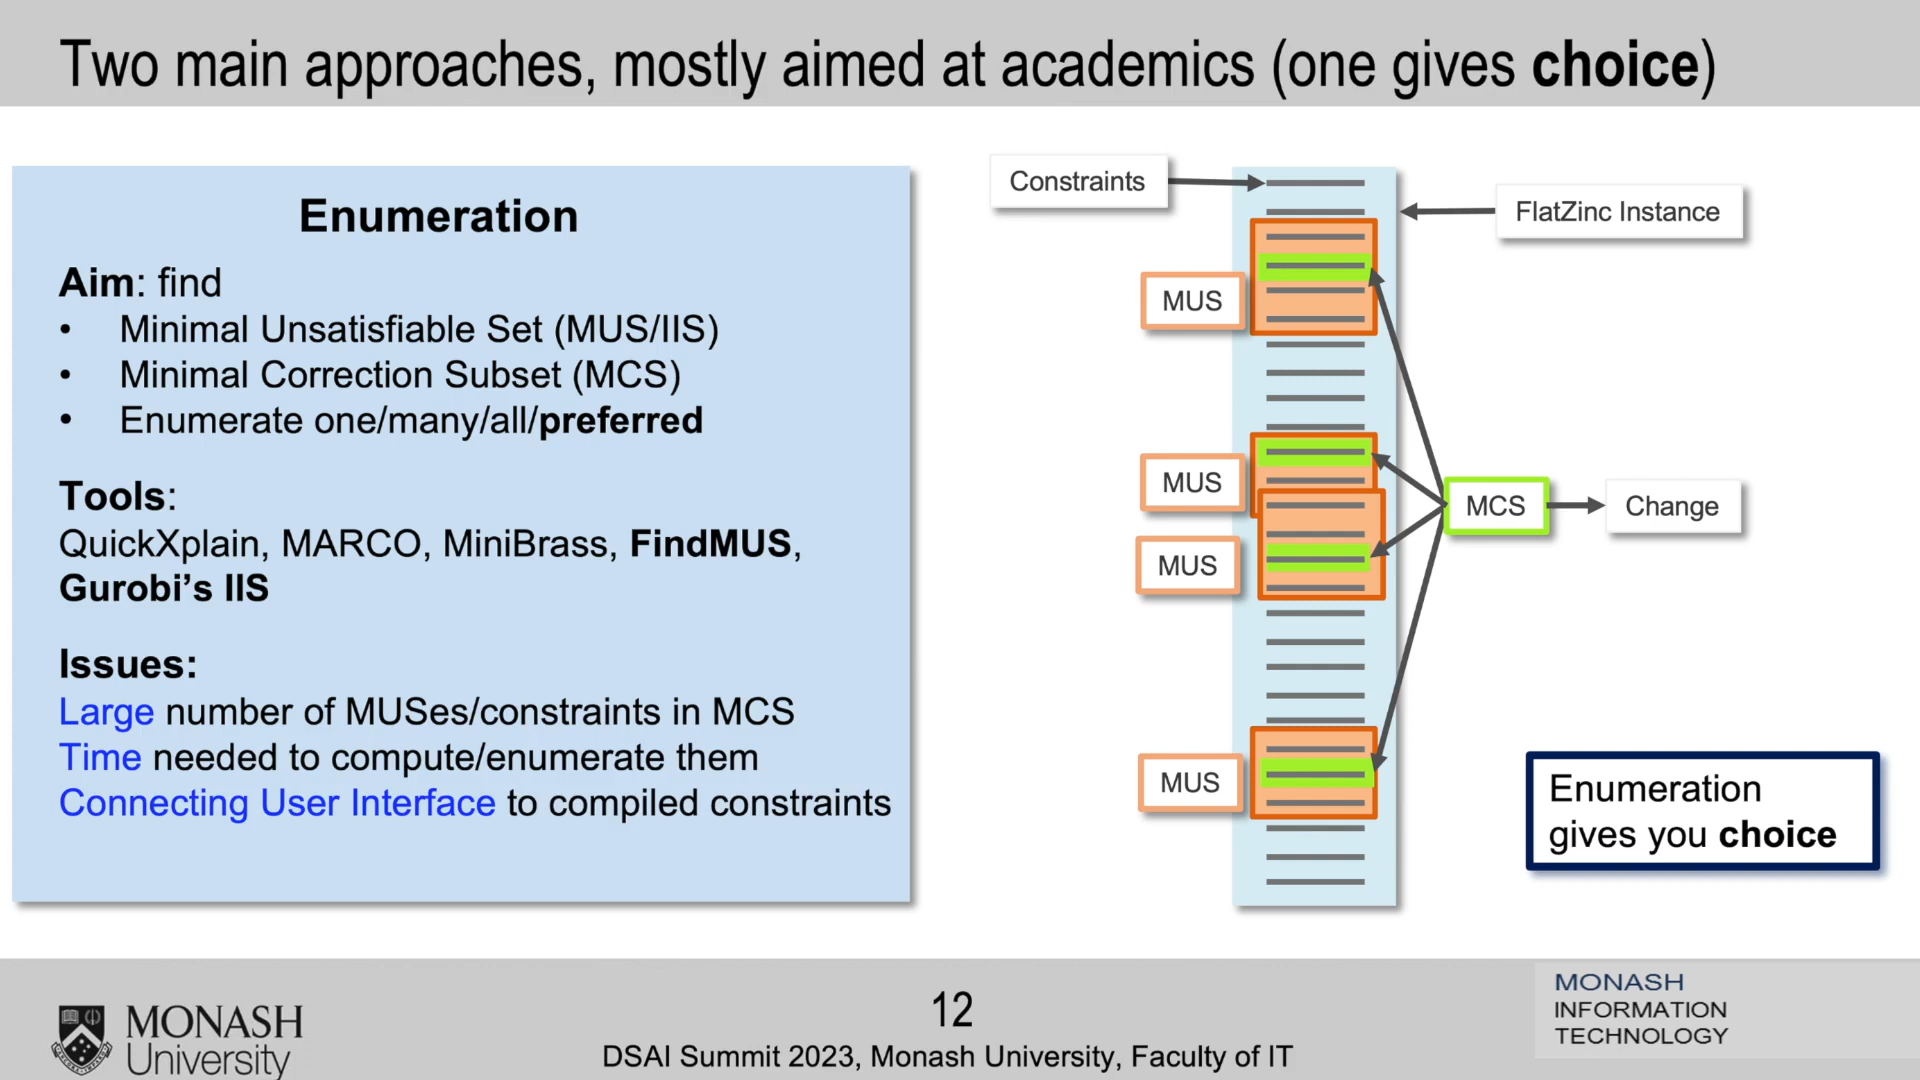 Two main approaches, mostly aimed at academics (one gives choice)
Enumeration
Aim: find
• Minimal Unsatisfiable Set (MUS/IIS)
• Minimal Correction Subset (MCS)
• Enumerate one/many/all/preferred
Tools:
QuickXplain, MARCO, MiniBrass, FindMUS,
Gurobi’s IIS
Issues:
Large number of MUSes/constraints in MCS
Time needed to compute/enumerate them
Connecting User Interface to compiled constraints
Constraints
FlatZinc Instance
MUS
MUS
MUS
MUS
MCS
Change
Enumeration
gives you choice
MONASH
University
12
DSAI Summit 2023, Monash University, Faculty of IT
MONASH
INFORMATION
TECHNOLOGY